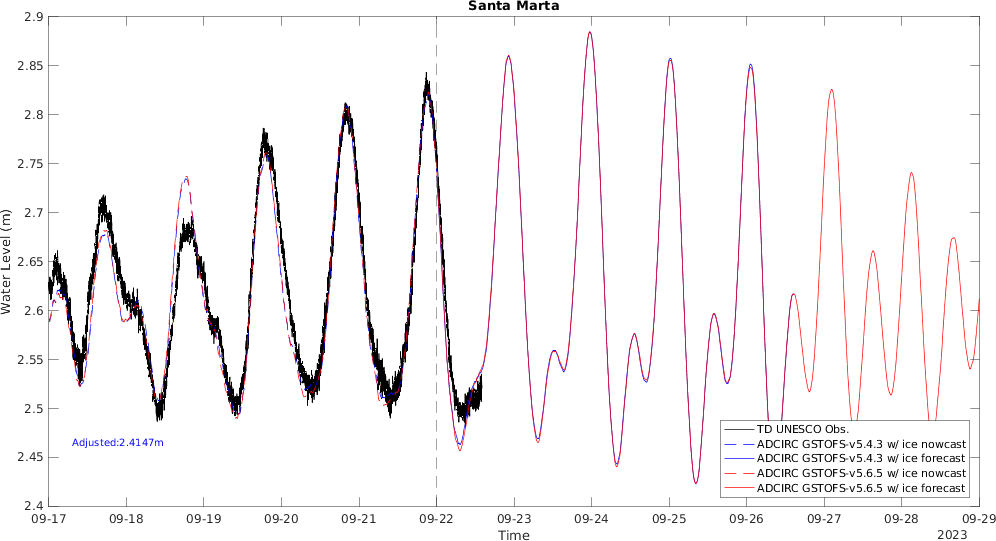 Santa Marta
Water Level (m)
2.9
2.85
2.8
2.75
2.7
2.65
2.6
2.55
2.5
2.45
2.4
Adjusted:2.4147m
TD UNESCO Obs.
ADCIRC GSTOFS-v5.4.3 w/ ice nowcast
ADCIRC GSTOFS-v5.4.3 w/ ice forecast
ADCIRC GSTOFS-v5.6.5 w/ ice nowcast
ADCIRC GSTOFS-v5.6.5 w/ ice forecast
09-17 09-18 09-19 09-20 09-21 09-22 09-23 09-24 09-25 09-26 09-27 09-28 09-29
Time
2023